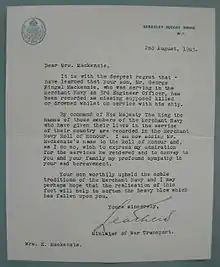 BERKELEY SQUARE HOUSE
W.1.
2nd August, 1943.
Dear Mrs. Mackenzie,
It is with the deepest regret that I
have learned that your son, Mr. George
Fingal Mackenzie, who was serving in the
Merchant Navy as 3rd Engineer Officer, has
been recorded as missing supposed killed
or drowned whilst on service with his ship.
By command of His Majesty The King the
names of those members of the Merchant Navy
who have given their lives in the service
of their country are recorded in the Merchant
Navy Roll of Honour. I am now adding Mr.
Mackenzie's name to the Roll of Honour and,
as I do so, wish to express my admiration for
the services he rendered and to convey to
you and your family my profound sympathy in
your sad bereavement.
Your son worthily upheld the noble
traditions of the Merchant Navy and I may
perhaps hope that the realisation of this
fact will help to soften the heavy blow which
has fallen upon you.
Yours sincerely,
Leathers
Minister of War Transport.
Mrs. E. Mackenzie.